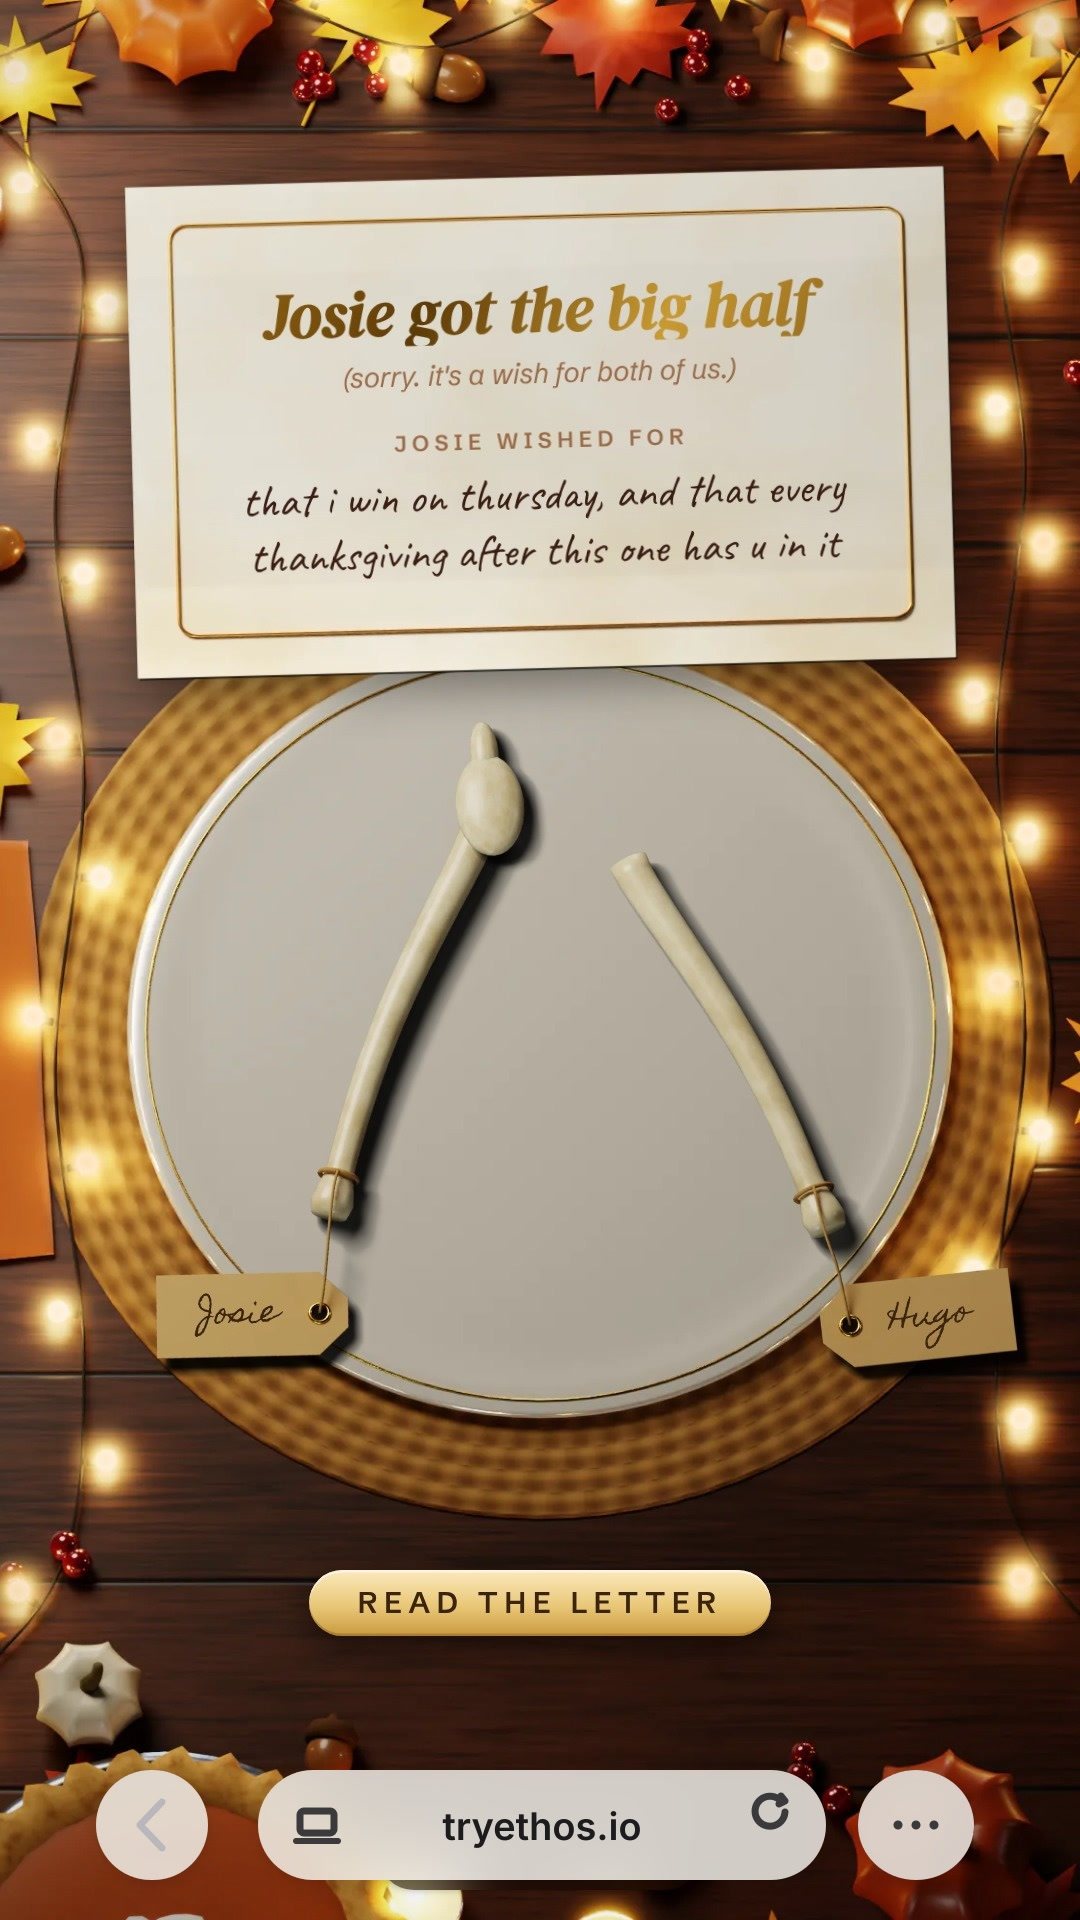 Josie got the big half
(sorry. it's a wish for both of us.)
JOSIE WISHED FOR
that i win on thursday, and that every
thanksgiving after this one has u in it
Josie
Hugo
READ THE LETTER
tryethos.io